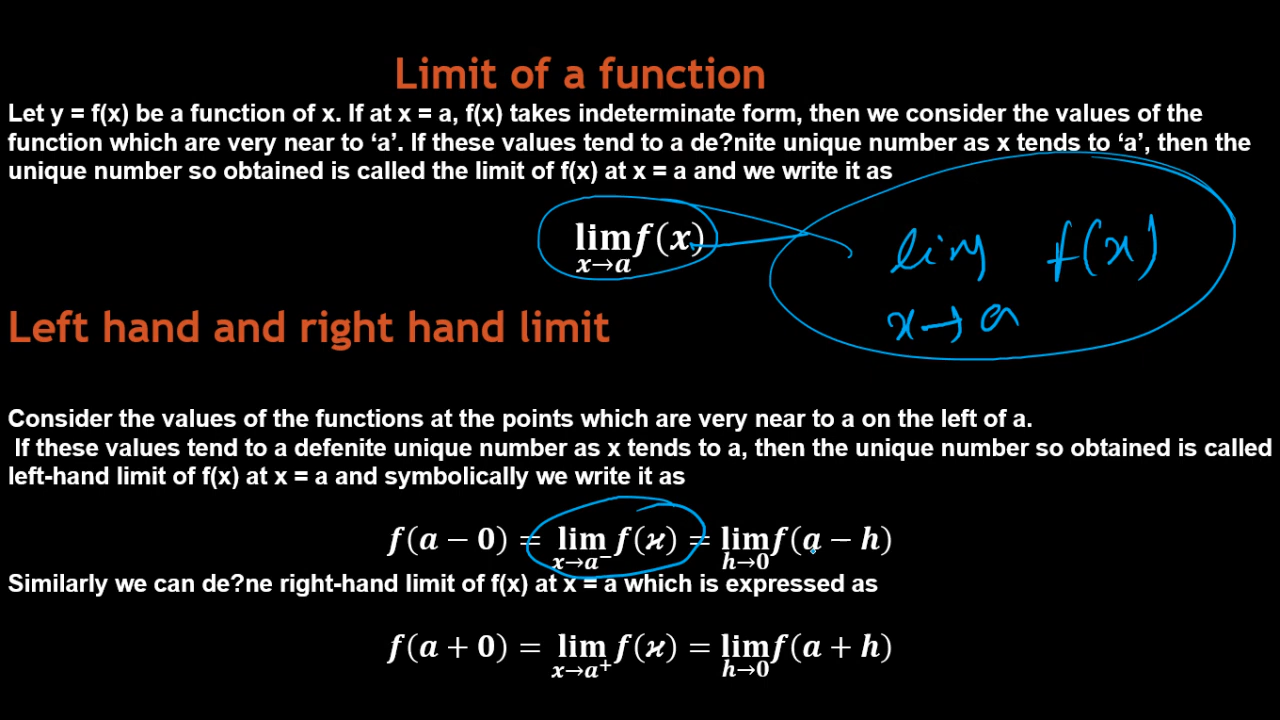 Limit of a function
Let y = f(x) be a function of x. If at x = a, f(x) takes indeterminate form, then we consider the values of the
function which are very near to ‘a’. If these values tend to a de?nite unique number as x tends to ‘a’, then the
unique number so obtained is called the limit of f(x) at x = a and we write it as
lim f(x)
x→a
lim f(x)
x→a
Left hand and right hand limit
Consider the values of the functions at the points which are very near to a on the left of a.
If these values tend to a defenite unique number as x tends to a, then the unique number so obtained is called
left-hand limit of f(x) at x = a and symbolically we write it as
f(a − 0) = lim f(ϰ) = lim f(a − h)
x→a⁻ h→0
Similarly we can de?ne right-hand limit of f(x) at x = a which is expressed as
f(a + 0) = lim f(ϰ) = lim f(a + h)
x→a⁺ h→0